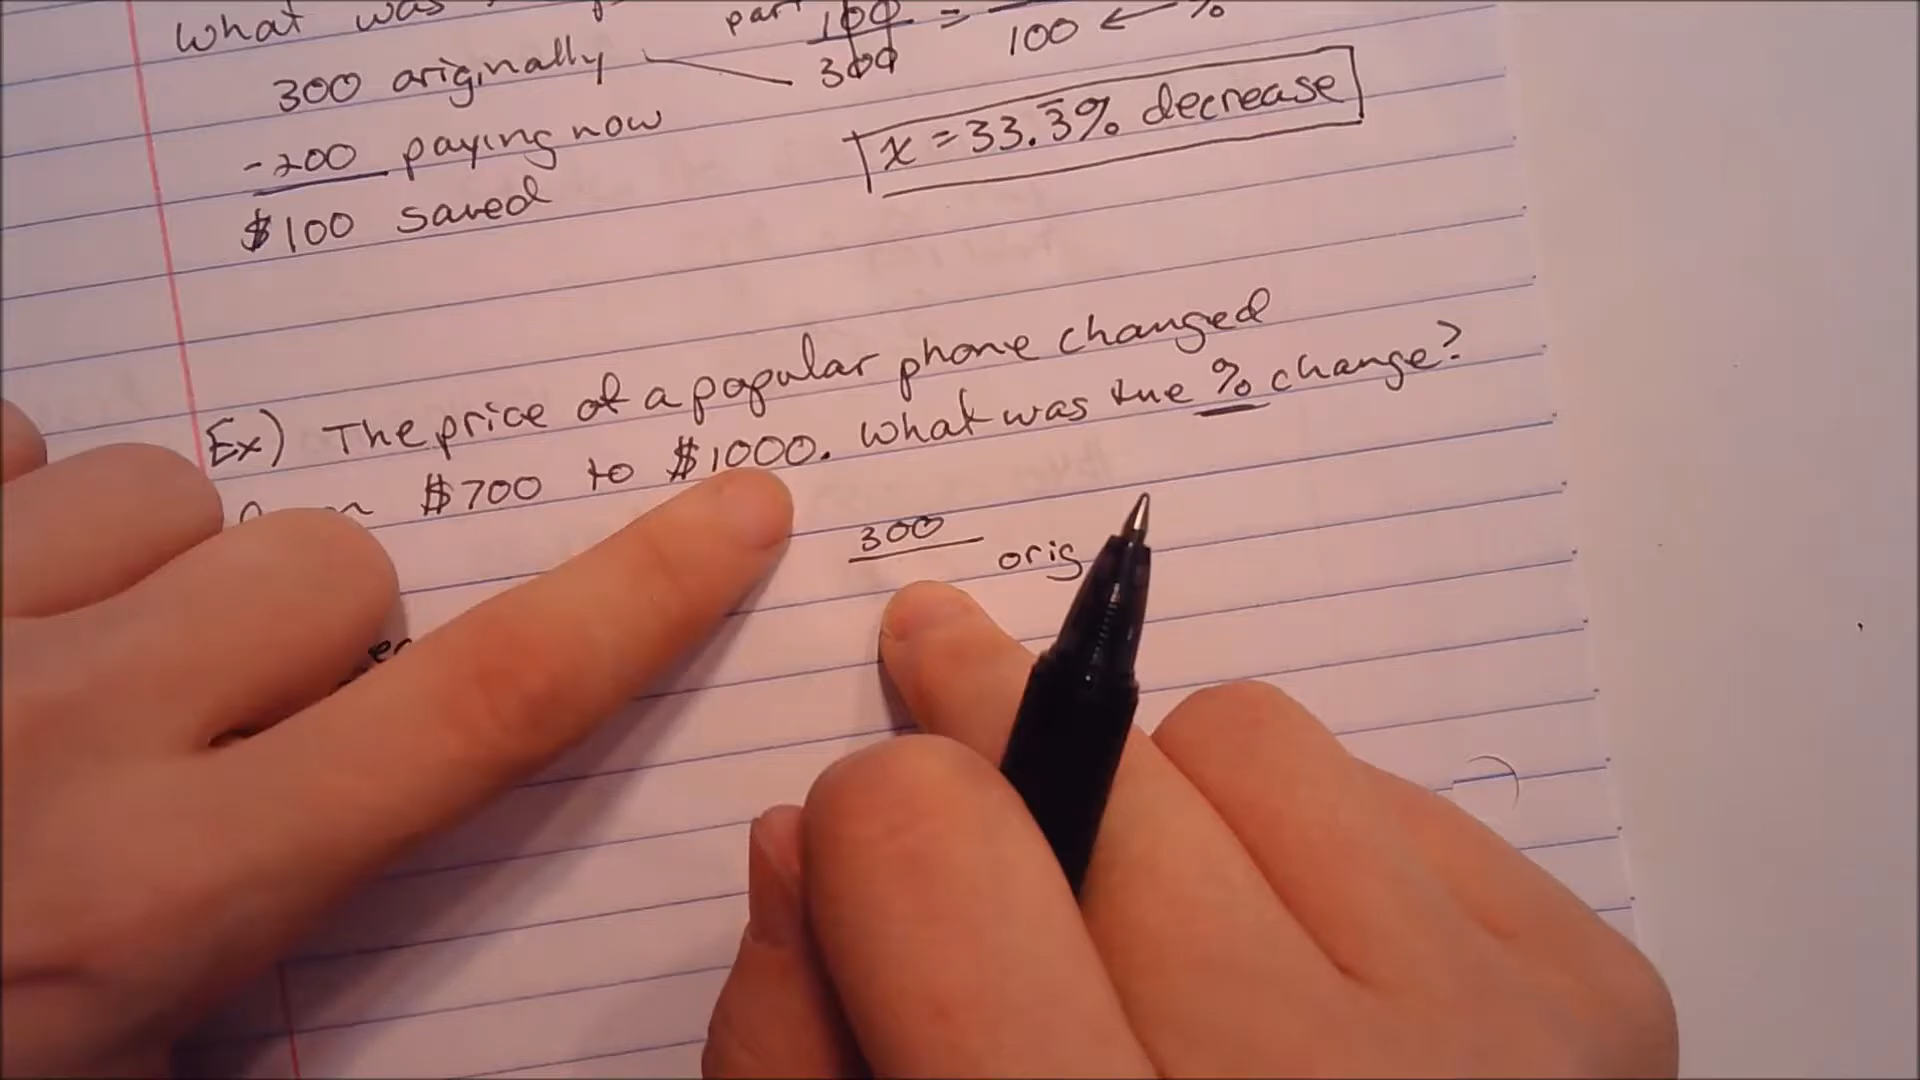 What was
300 originally
-200 paying now
$100 saved
part 100/300 = /100 ← %
x = 33.3% decrease
Ex) The price of a popular phone changed
$700 to $1000. What was the % change?
300 orig